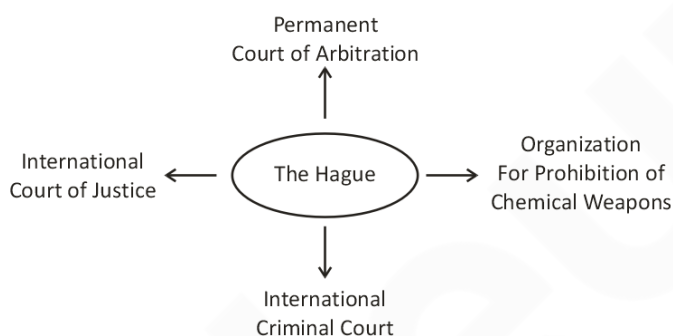 Permanent
Court of Arbitration
International
Court of Justice
The Hague
Organization
For Prohibition of
Chemical Weapons
International
Criminal Court